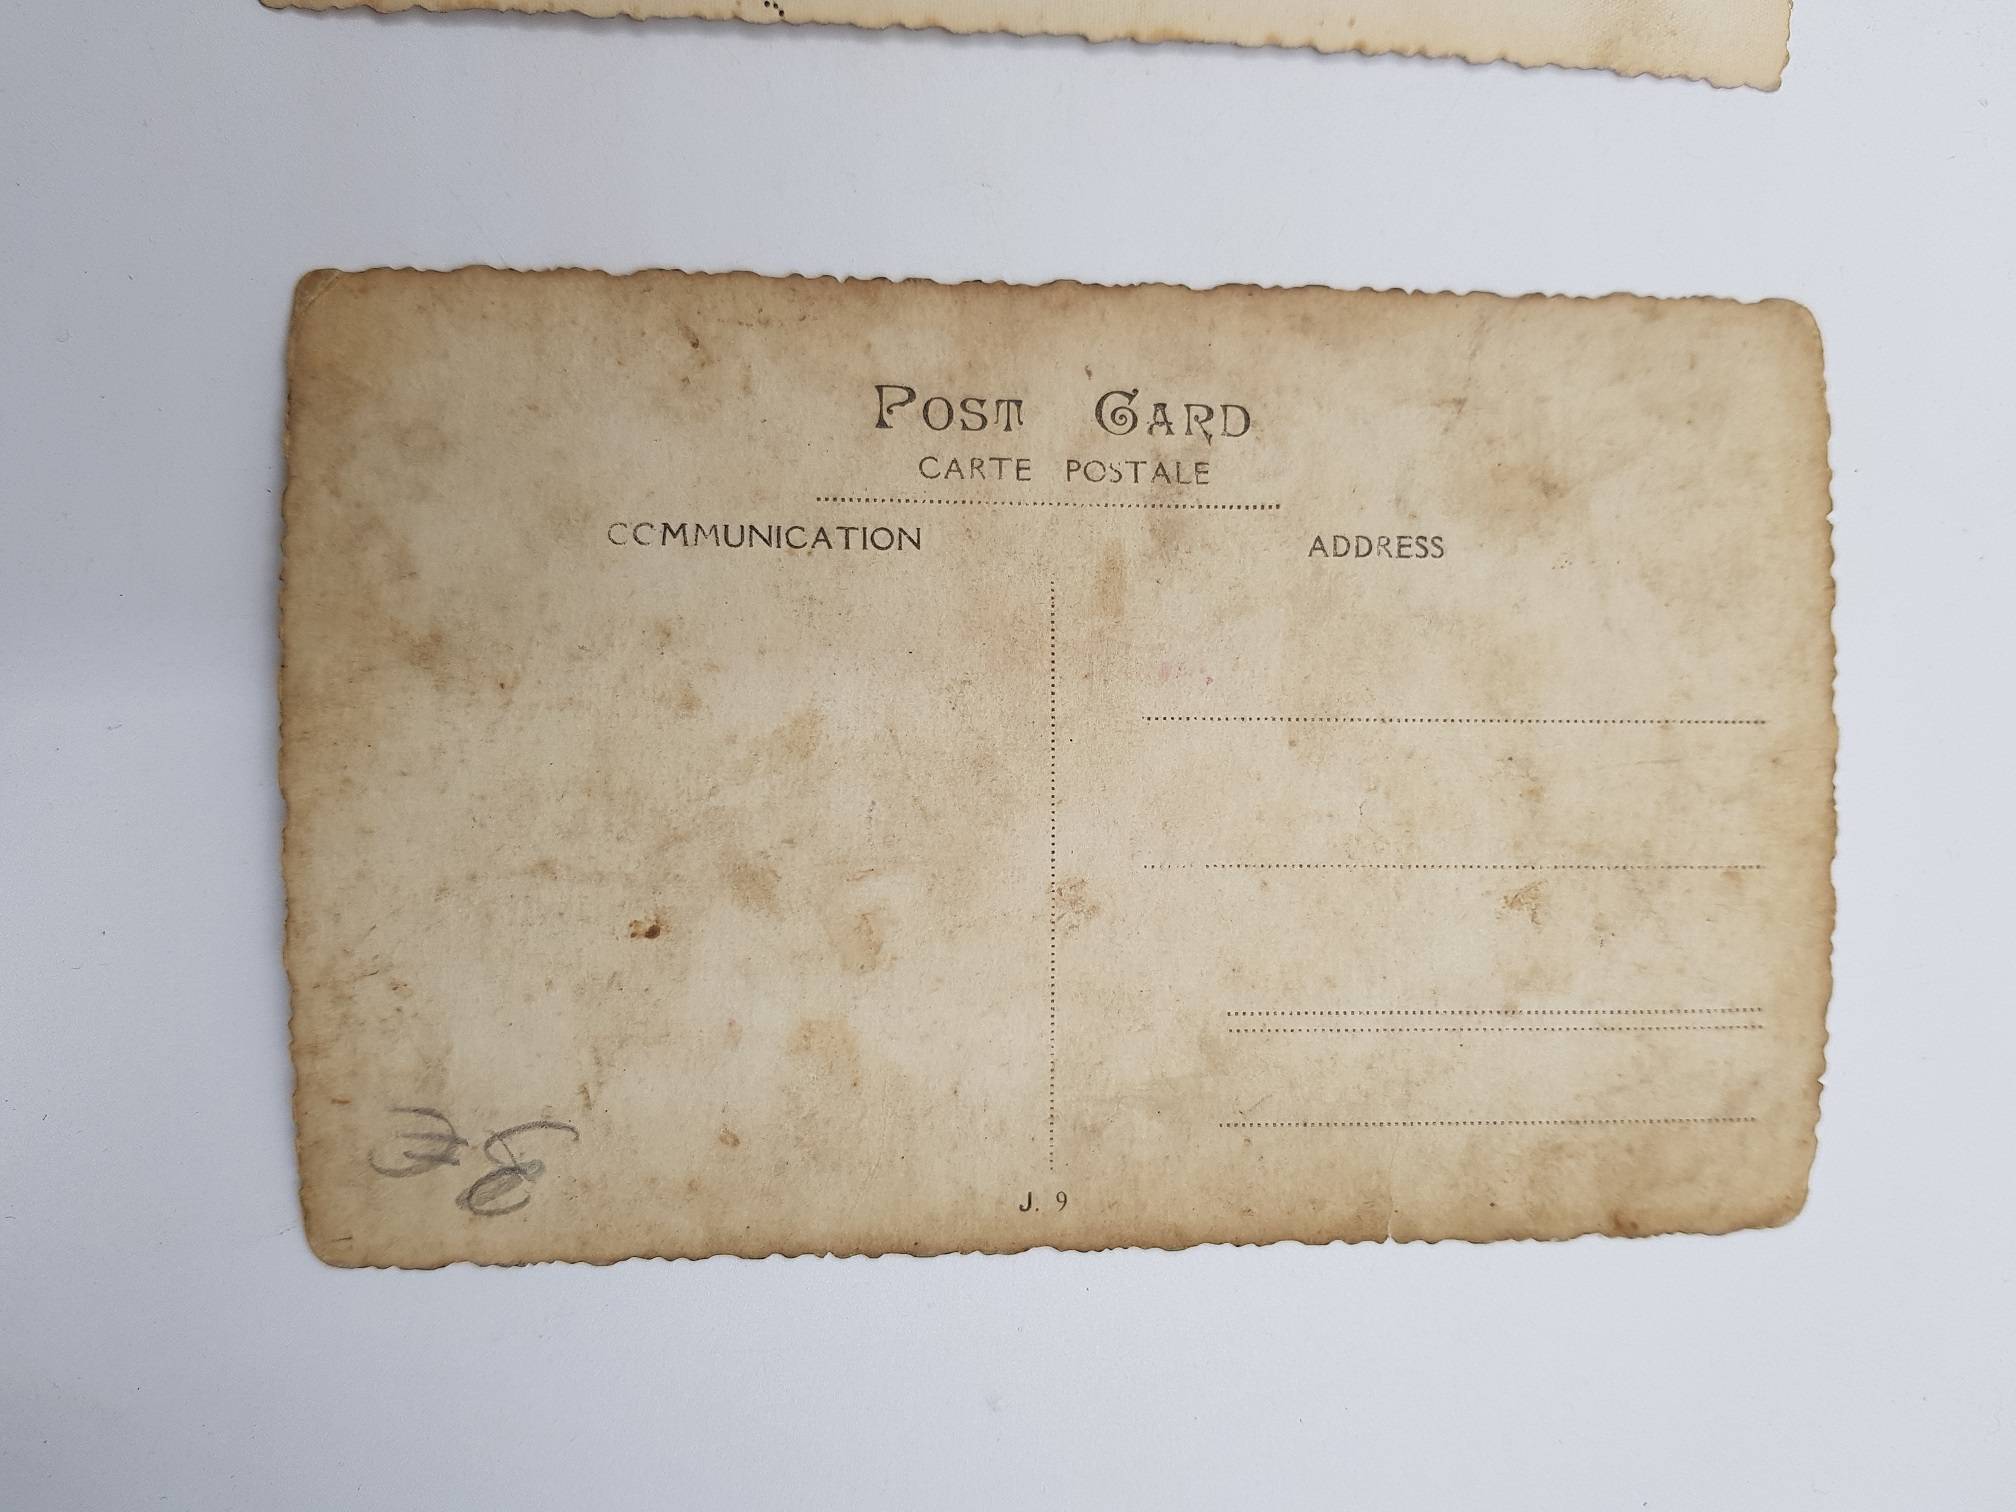 POST CARD
CARTE POSTALE
COMMUNICATION
ADDRESS
J. 9